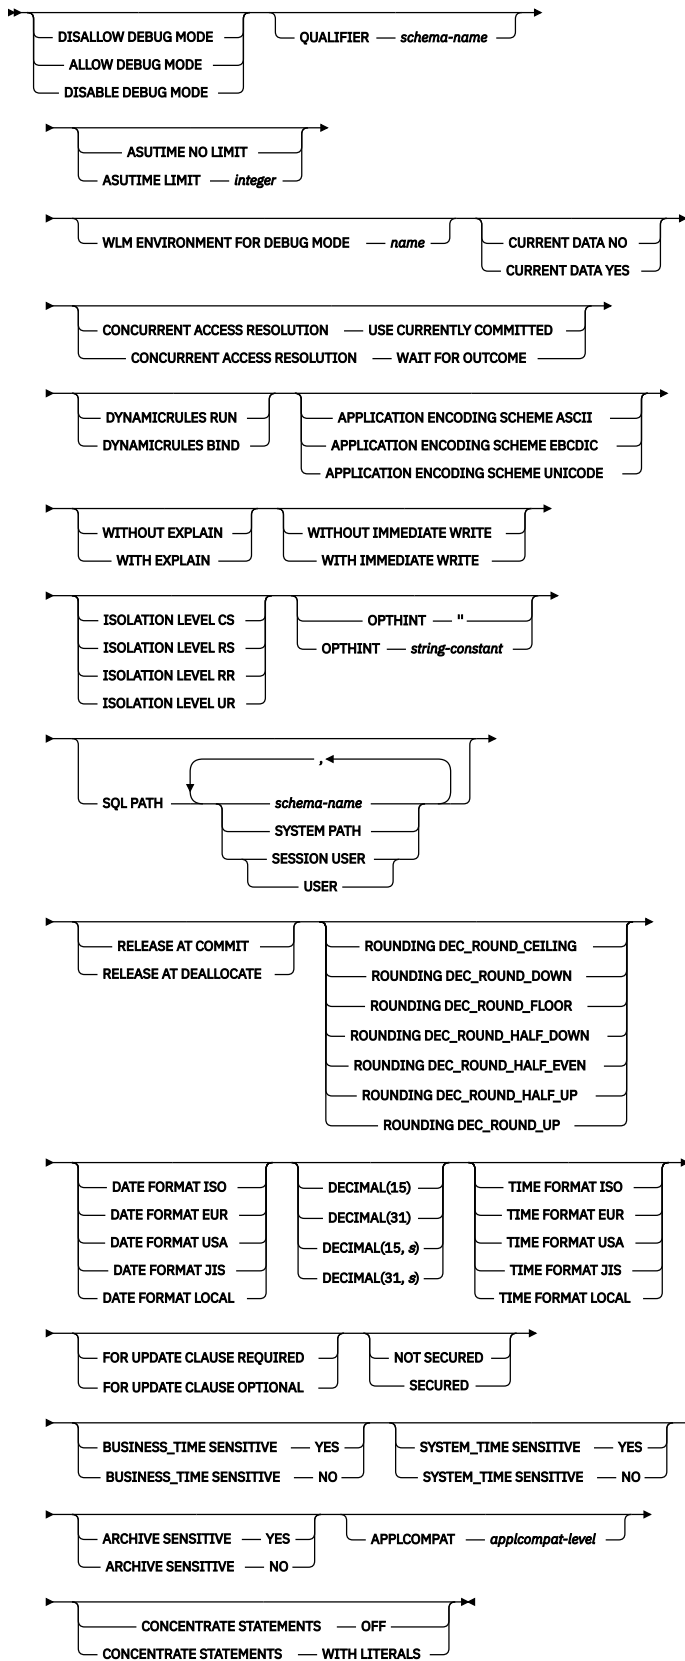 DISALLOW DEBUG MODE
QUALIFIER schema-name
ALLOW DEBUG MODE
DISABLE DEBUG MODE
ASUTIME NO LIMIT
ASUTIME LIMIT integer
WLM ENVIRONMENT FOR DEBUG MODE name
CURRENT DATA NO
CURRENT DATA YES
CONCURRENT ACCESS RESOLUTION USE CURRENTLY COMMITTED
CONCURRENT ACCESS RESOLUTION WAIT FOR OUTCOME
DYNAMICRULES RUN
DYNAMICRULES BIND
APPLICATION ENCODING SCHEME ASCII
APPLICATION ENCODING SCHEME EBCDIC
APPLICATION ENCODING SCHEME UNICODE
WITHOUT EXPLAIN
WITH EXPLAIN
WITHOUT IMMEDIATE WRITE
WITH IMMEDIATE WRITE
ISOLATION LEVEL CS
ISOLATION LEVEL RS
ISOLATION LEVEL RR
ISOLATION LEVEL UR
OPTHINT "
OPTHINT string-constant
SQL PATH
,
schema-name
SYSTEM PATH
SESSION USER
USER
RELEASE AT COMMIT
RELEASE AT DEALLOCATE
ROUNDING DEC_ROUND_CEILING
ROUNDING DEC_ROUND_DOWN
ROUNDING DEC_ROUND_FLOOR
ROUNDING DEC_ROUND_HALF_DOWN
ROUNDING DEC_ROUND_HALF_EVEN
ROUNDING DEC_ROUND_HALF_UP
ROUNDING DEC_ROUND_UP
DATE FORMAT ISO
DATE FORMAT EUR
DATE FORMAT USA
DATE FORMAT JIS
DATE FORMAT LOCAL
DECIMAL(15)
DECIMAL(31)
DECIMAL(15, s)
DECIMAL(31, s)
TIME FORMAT ISO
TIME FORMAT EUR
TIME FORMAT USA
TIME FORMAT JIS
TIME FORMAT LOCAL
FOR UPDATE CLAUSE REQUIRED
FOR UPDATE CLAUSE OPTIONAL
NOT SECURED
SECURED
BUSINESS_TIME SENSITIVE YES
BUSINESS_TIME SENSITIVE NO
SYSTEM_TIME SENSITIVE YES
SYSTEM_TIME SENSITIVE NO
ARCHIVE SENSITIVE YES
ARCHIVE SENSITIVE NO
APPLCOMPAT applcompat-level
CONCENTRATE STATEMENTS OFF
CONCENTRATE STATEMENTS WITH LITERALS